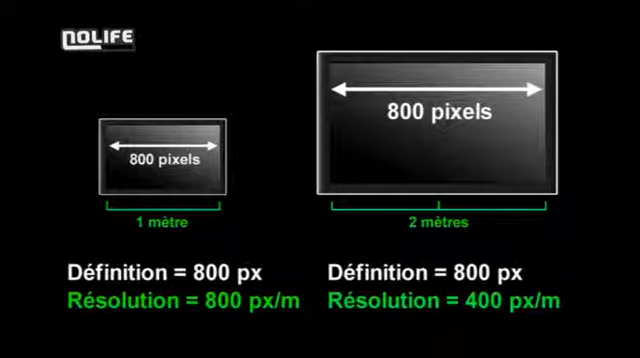 NOLIFE
800 pixels
1 mètre
Définition = 800 px
Résolution = 800 px/m
800 pixels
2 mètres
Définition = 800 px
Résolution = 400 px/m